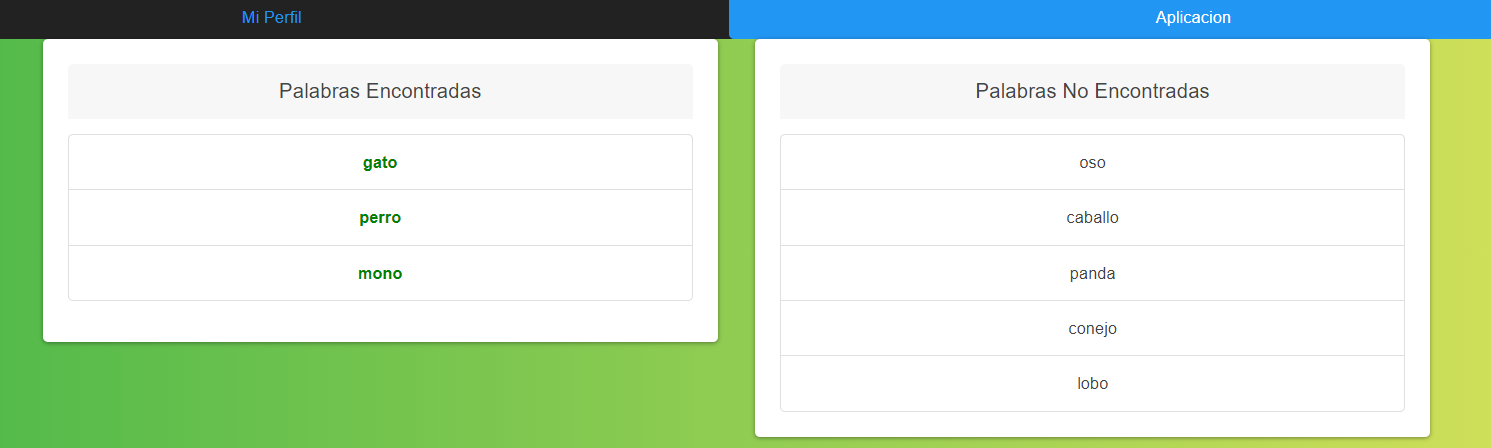 Mi Perfil
Aplicacion
Palabras Encontradas
gato
perro
mono
Palabras No Encontradas
oso
caballo
panda
conejo
lobo